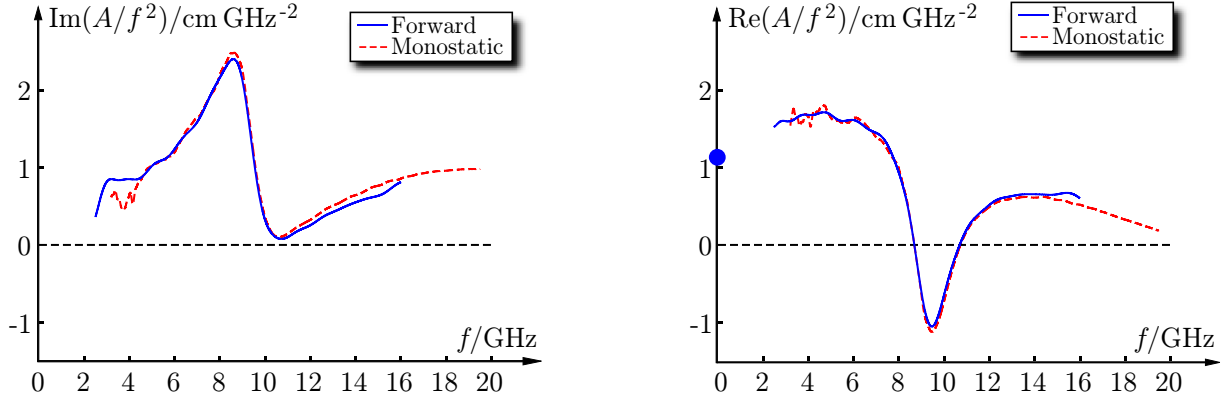 Im(A/f²)/cm GHz⁻²
Forward
Monostatic
2
1
0
-1
f/GHz
0 2 4 6 8 10 12 14 16 18 20
Re(A/f²)/cm GHz⁻²
Forward
Monostatic
2
1
0
-1
f/GHz
0 2 4 6 8 10 12 14 16 18 20